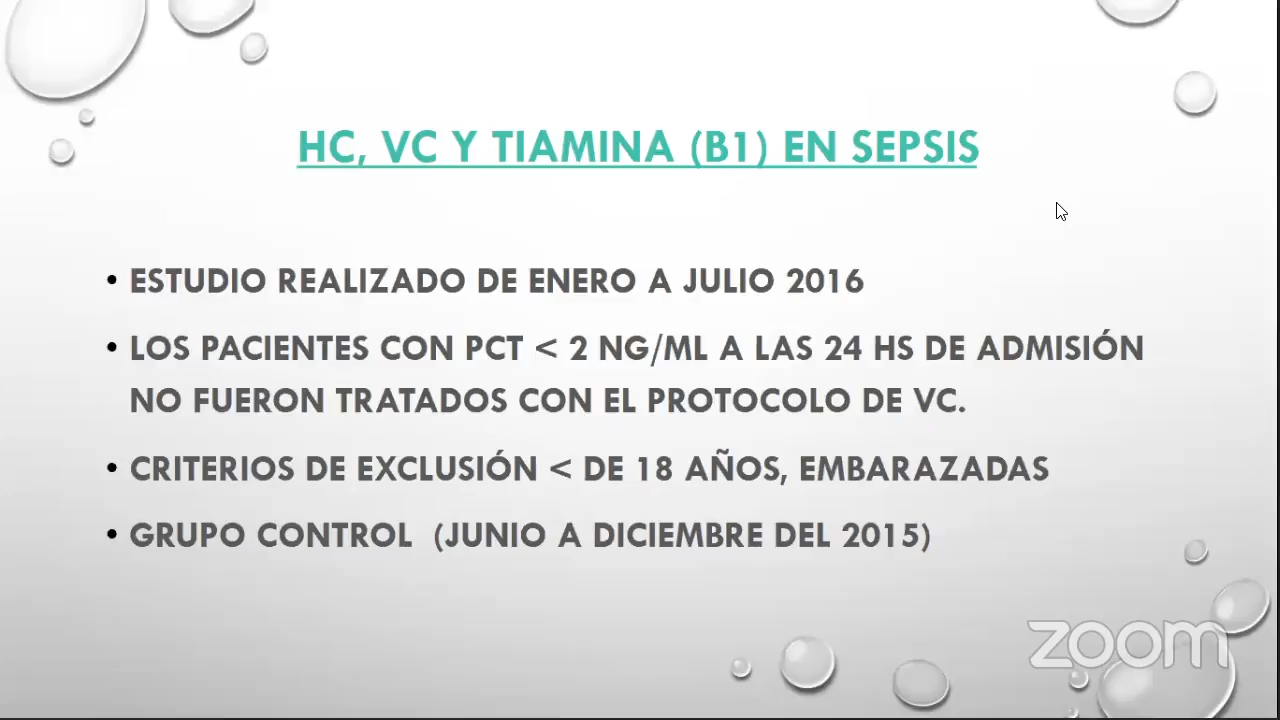 HC, VC Y TIAMINA (B1) EN SEPSIS
• ESTUDIO REALIZADO DE ENERO A JULIO 2016
• LOS PACIENTES CON PCT < 2 NG/ML A LAS 24 HS DE ADMISIÓN
NO FUERON TRATADOS CON EL PROTOCOLO DE VC.
• CRITERIOS DE EXCLUSIÓN < DE 18 AÑOS, EMBARAZADAS
• GRUPO CONTROL (JUNIO A DICIEMBRE DEL 2015)
zoom